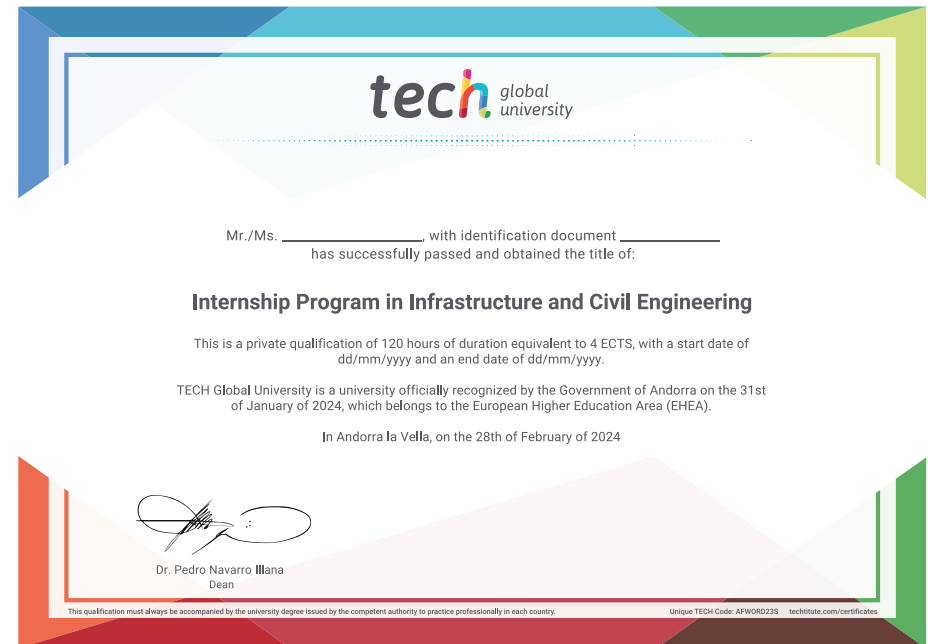 tech global university
Mr./Ms. ____________________, with identification document ______________
has successfully passed and obtained the title of:
Internship Program in Infrastructure and Civil Engineering
This is a private qualification of 120 hours of duration equivalent to 4 ECTS, with a start date of
dd/mm/yyyy and an end date of dd/mm/yyyy.
TECH Global University is a university officially recognized by the Government of Andorra on the 31st
of January of 2024, which belongs to the European Higher Education Area (EHEA).
In Andorra la Vella, on the 28th of February of 2024
Dr. Pedro Navarro Illana
Dean
This qualification must always be accompanied by the university degree issued by the competent authority to practice professionally in each country.
Unique TECH Code: AFWORD23S techtitute.com/certificates